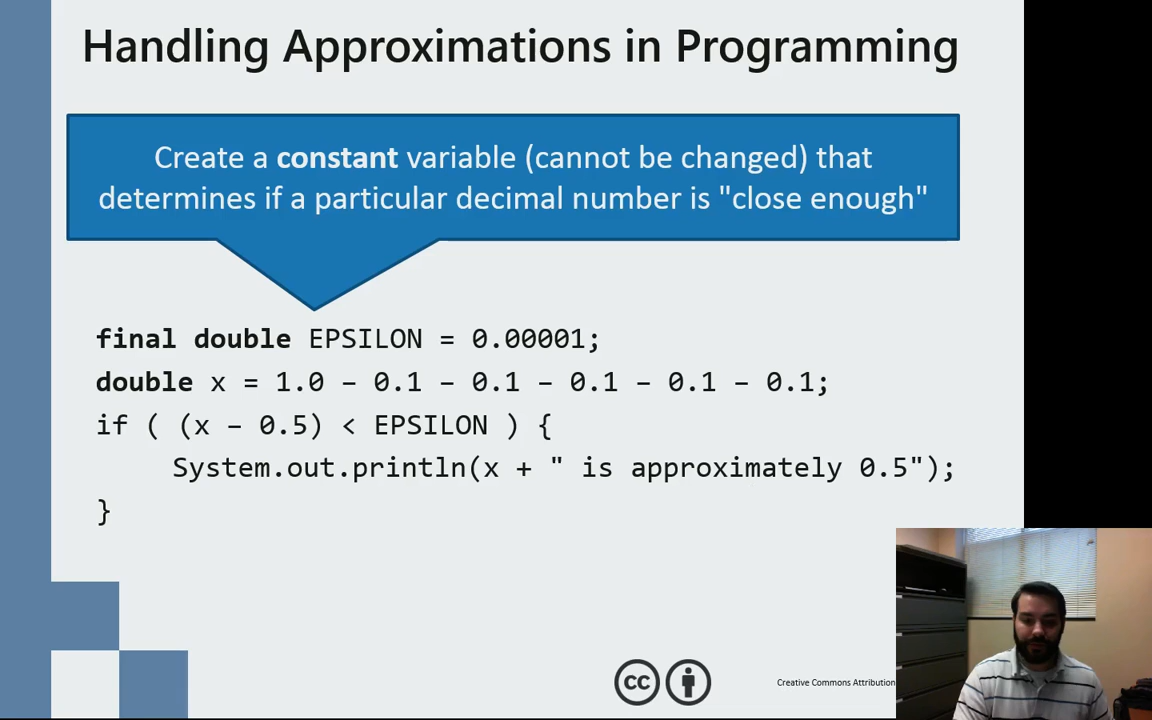 Handling Approximations in Programming
Create a constant variable (cannot be changed) that
determines if a particular decimal number is "close enough"
final double EPSILON = 0.00001;
double x = 1.0 – 0.1 – 0.1 – 0.1 – 0.1 – 0.1;
if ( (x – 0.5) < EPSILON ) {
System.out.println(x + " is approximately 0.5");
}
cc
Creative Commons Attribution